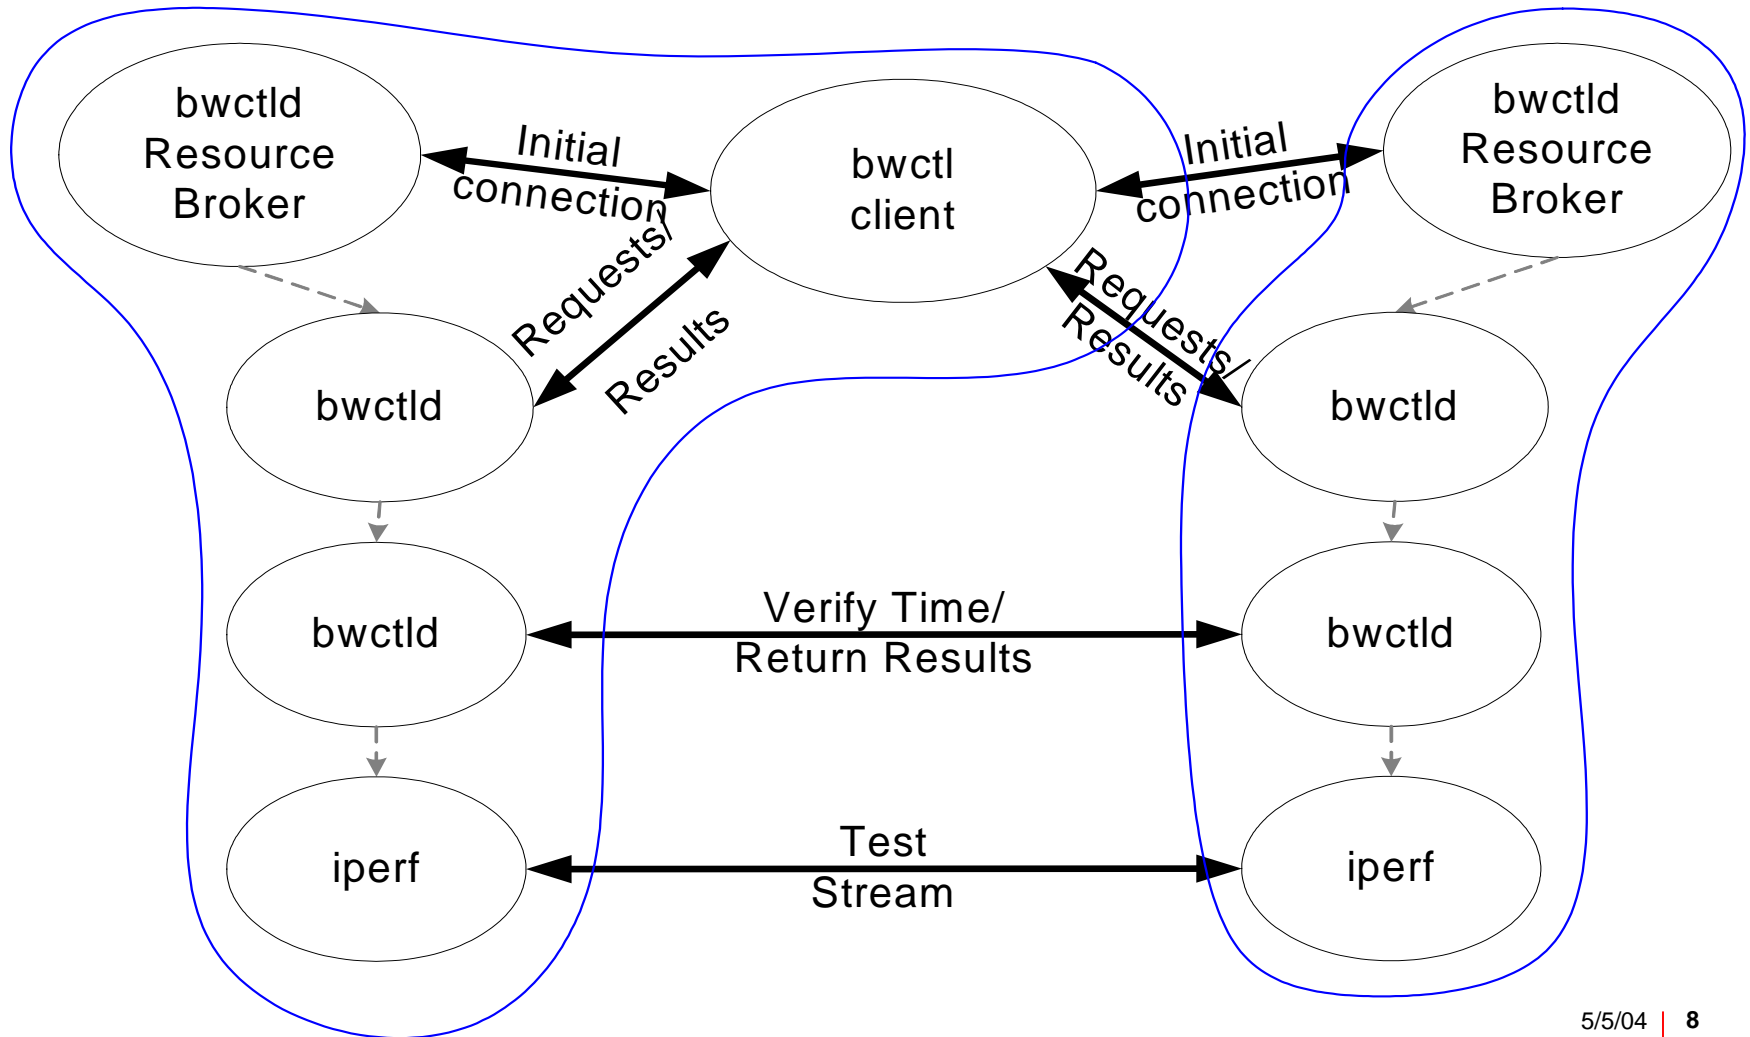 bwctld
Resource
Broker
Initial
connection
bwctl
client
Initial
connection
bwctld
Resource
Broker
Requests/
Results
Requests/
Results
bwctld
bwctld
bwctld
Verify Time/
Return Results
bwctld
iperf
Test
Stream
iperf
5/5/04 | 8